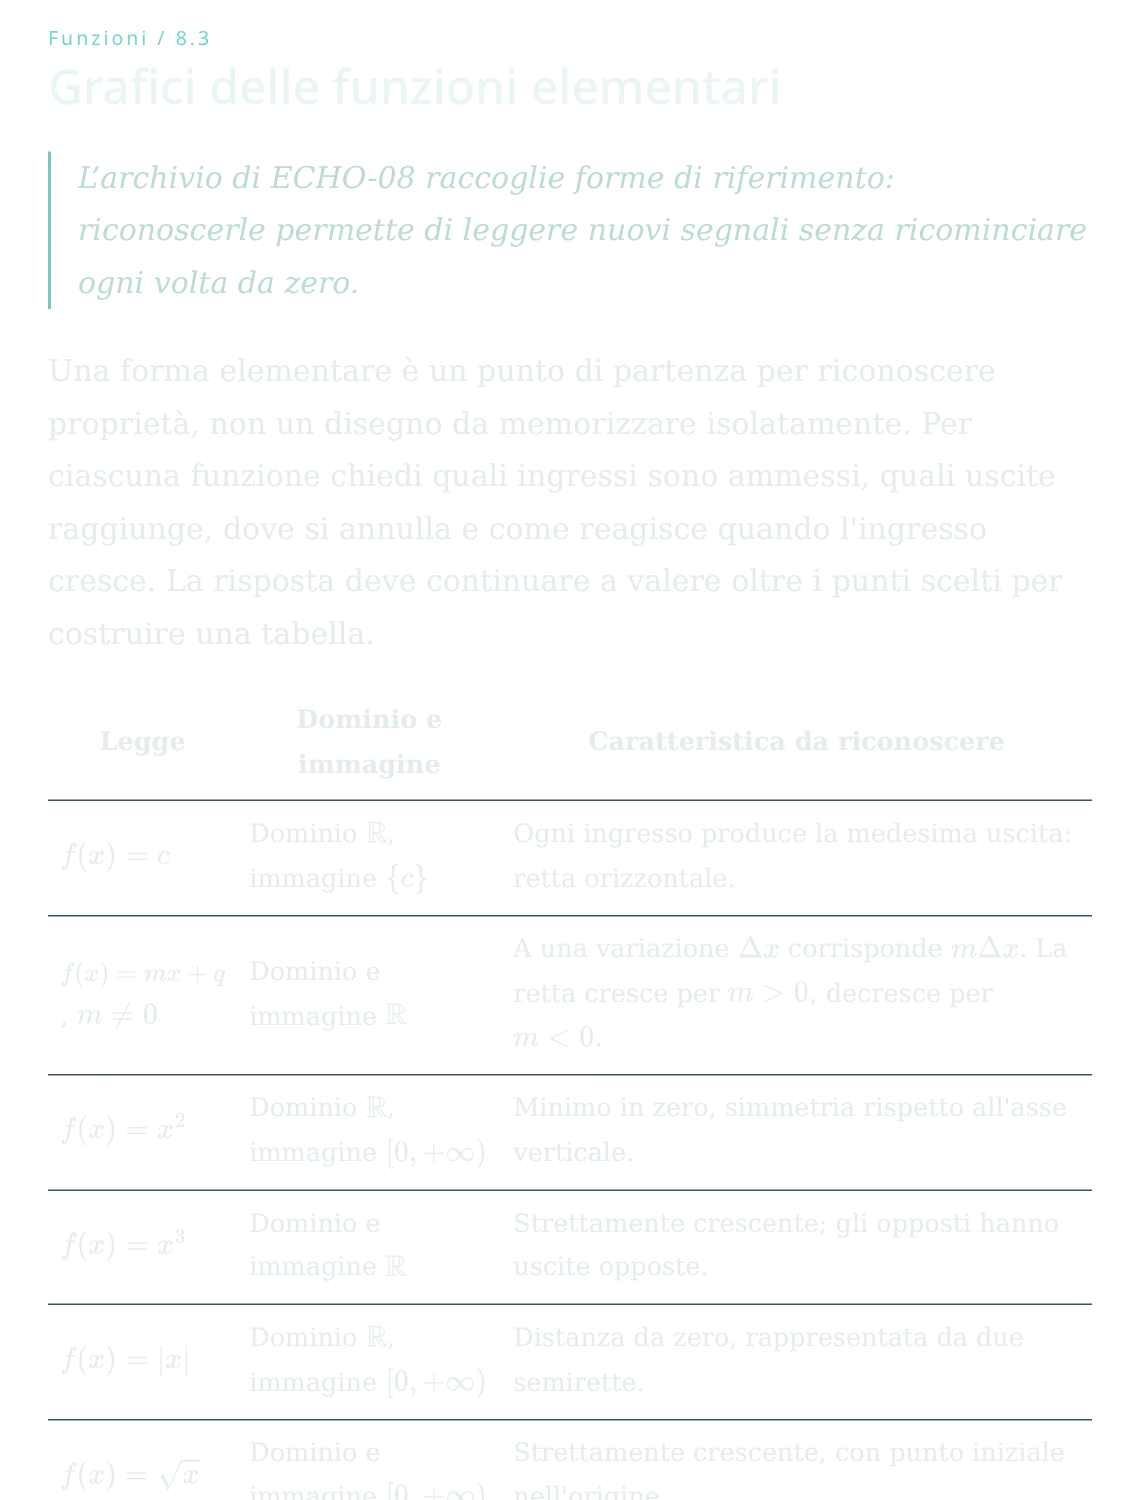 Funzioni / 8.3
Grafici delle funzioni elementari
L’archivio di ECHO-08 raccoglie forme di riferimento:
riconoscerle permette di leggere nuovi segnali senza ricominciare
ogni volta da zero.
Una forma elementare è un punto di partenza per riconoscere
proprietà, non un disegno da memorizzare isolatamente. Per
ciascuna funzione chiedi quali ingressi sono ammessi, quali uscite
raggiunge, dove si annulla e come reagisce quando l'ingresso
cresce. La risposta deve continuare a valere oltre i punti scelti per
costruire una tabella.
Legge
Dominio e
immagine
Caratteristica da riconoscere
f(x) = c
Dominio ℝ,
immagine {c}
Ogni ingresso produce la medesima uscita:
retta orizzontale.
f(x) = mx + q
, m ≠ 0
Dominio e
immagine ℝ
A una variazione Δx corrisponde mΔx. La
retta cresce per m > 0, decresce per
m < 0.
f(x) = x²
Dominio ℝ,
immagine [0, +∞)
Minimo in zero, simmetria rispetto all'asse
verticale.
f(x) = x³
Dominio e
immagine ℝ
Strettamente crescente; gli opposti hanno
uscite opposte.
f(x) = |x|
Dominio ℝ,
immagine [0, +∞)
Distanza da zero, rappresentata da due
semirette.
f(x) = √x
Dominio e
immagine [0, +∞)
Strettamente crescente, con punto iniziale
nell'origine.